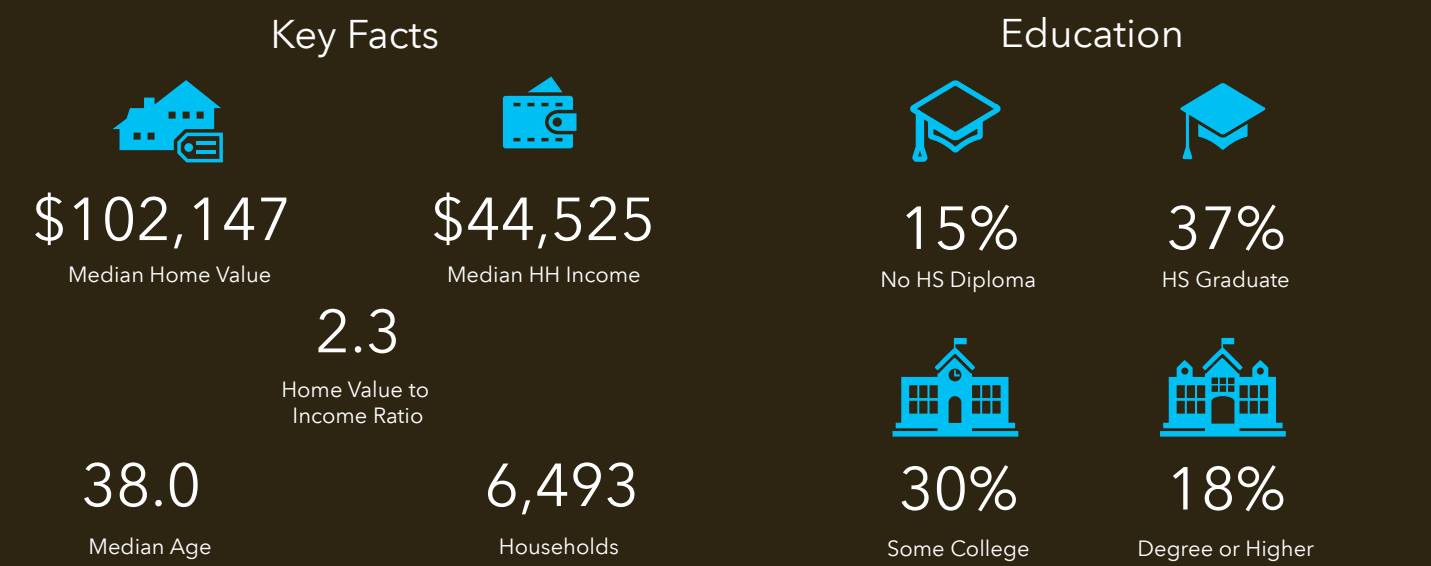 Key Facts
$102,147
Median Home Value
$44,525
Median HH Income
2.3
Home Value to
Income Ratio
38.0
Median Age
6,493
Households
Education
15%
No HS Diploma
37%
HS Graduate
30%
Some College
18%
Degree or Higher